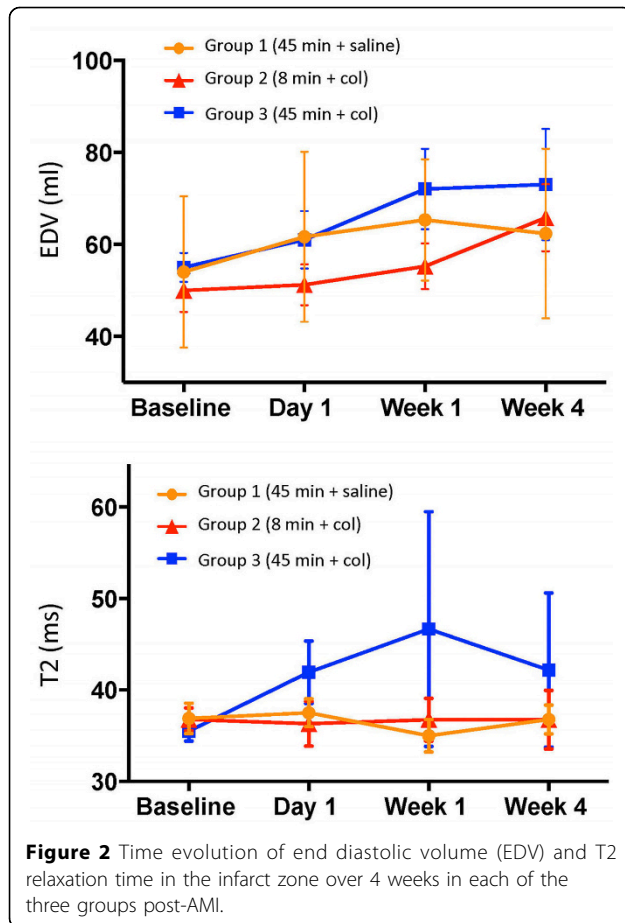 Group 1 (45 min + saline)
Group 2 (8 min + col)
Group 3 (45 min + col)
100
80
60
40
EDV (ml)
Baseline Day 1 Week 1 Week 4
Group 1 (45 min + saline)
Group 2 (8 min + col)
Group 3 (45 min + col)
60
50
40
30
T2 (ms)
Baseline Day 1 Week 1 Week 4
Figure 2 Time evolution of end diastolic volume (EDV) and T2
relaxation time in the infarct zone over 4 weeks in each of the
three groups post-AMI.